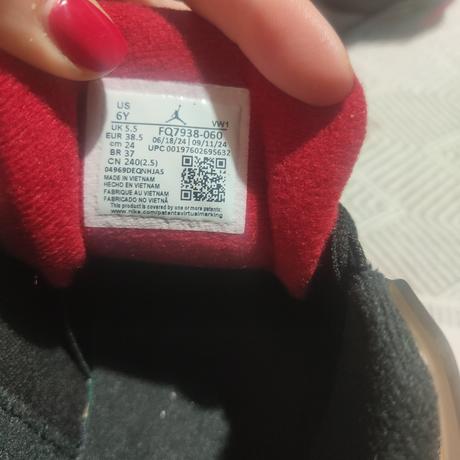 US
6Y
UK 5.5
EUR 38.5
cm 24
BR 37
CN 240(2.5)
VW1
FQ7938-060
06/18/24 09/11/24
UPC 00197602695632
04969DEQNHJAS
MADE IN VIETNAM
HECHO EN VIETNAM
FABRIQUE AU VIETNAM
FABRICADO NO VIETNÃ
This product is covered by one or more patents:
www.nike.com/patentsvirtualmarking